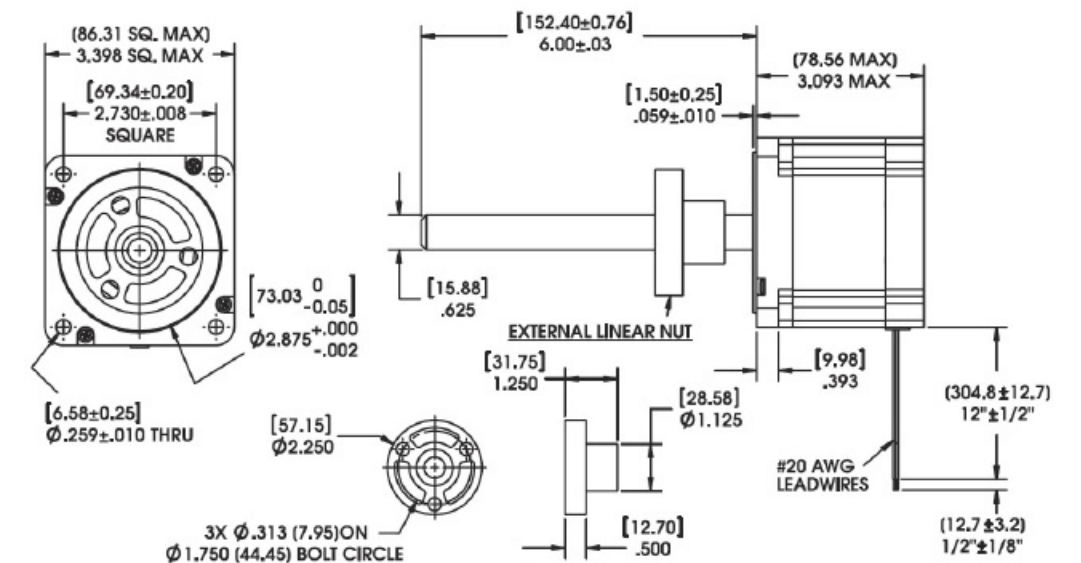 (86.31 SQ. MAX)
3.398 SQ. MAX
[69.34±0.20]
2.730±.008
SQUARE
[152.40±0.76]
6.00±.03
(78.56 MAX)
3.093 MAX
[1.50±0.25]
.059±.010
[15.88]
.625
EXTERNAL LINEAR NUT
[73.03 0 -0.05]
Ø2.875 +.000 -.002
[6.58±0.25]
Ø.259±.010 THRU
[57.15]
Ø2.250
3X Ø.313 (7.95)ON
Ø1.750 (44.45) BOLT CIRCLE
[31.75]
1.250
[28.58]
Ø1.125
[12.70]
.500
[9.98]
.393
(304.8±12.7)
12"±1/2"
#20 AWG
LEADWIRES
(12.7±3.2)
1/2"±1/8"